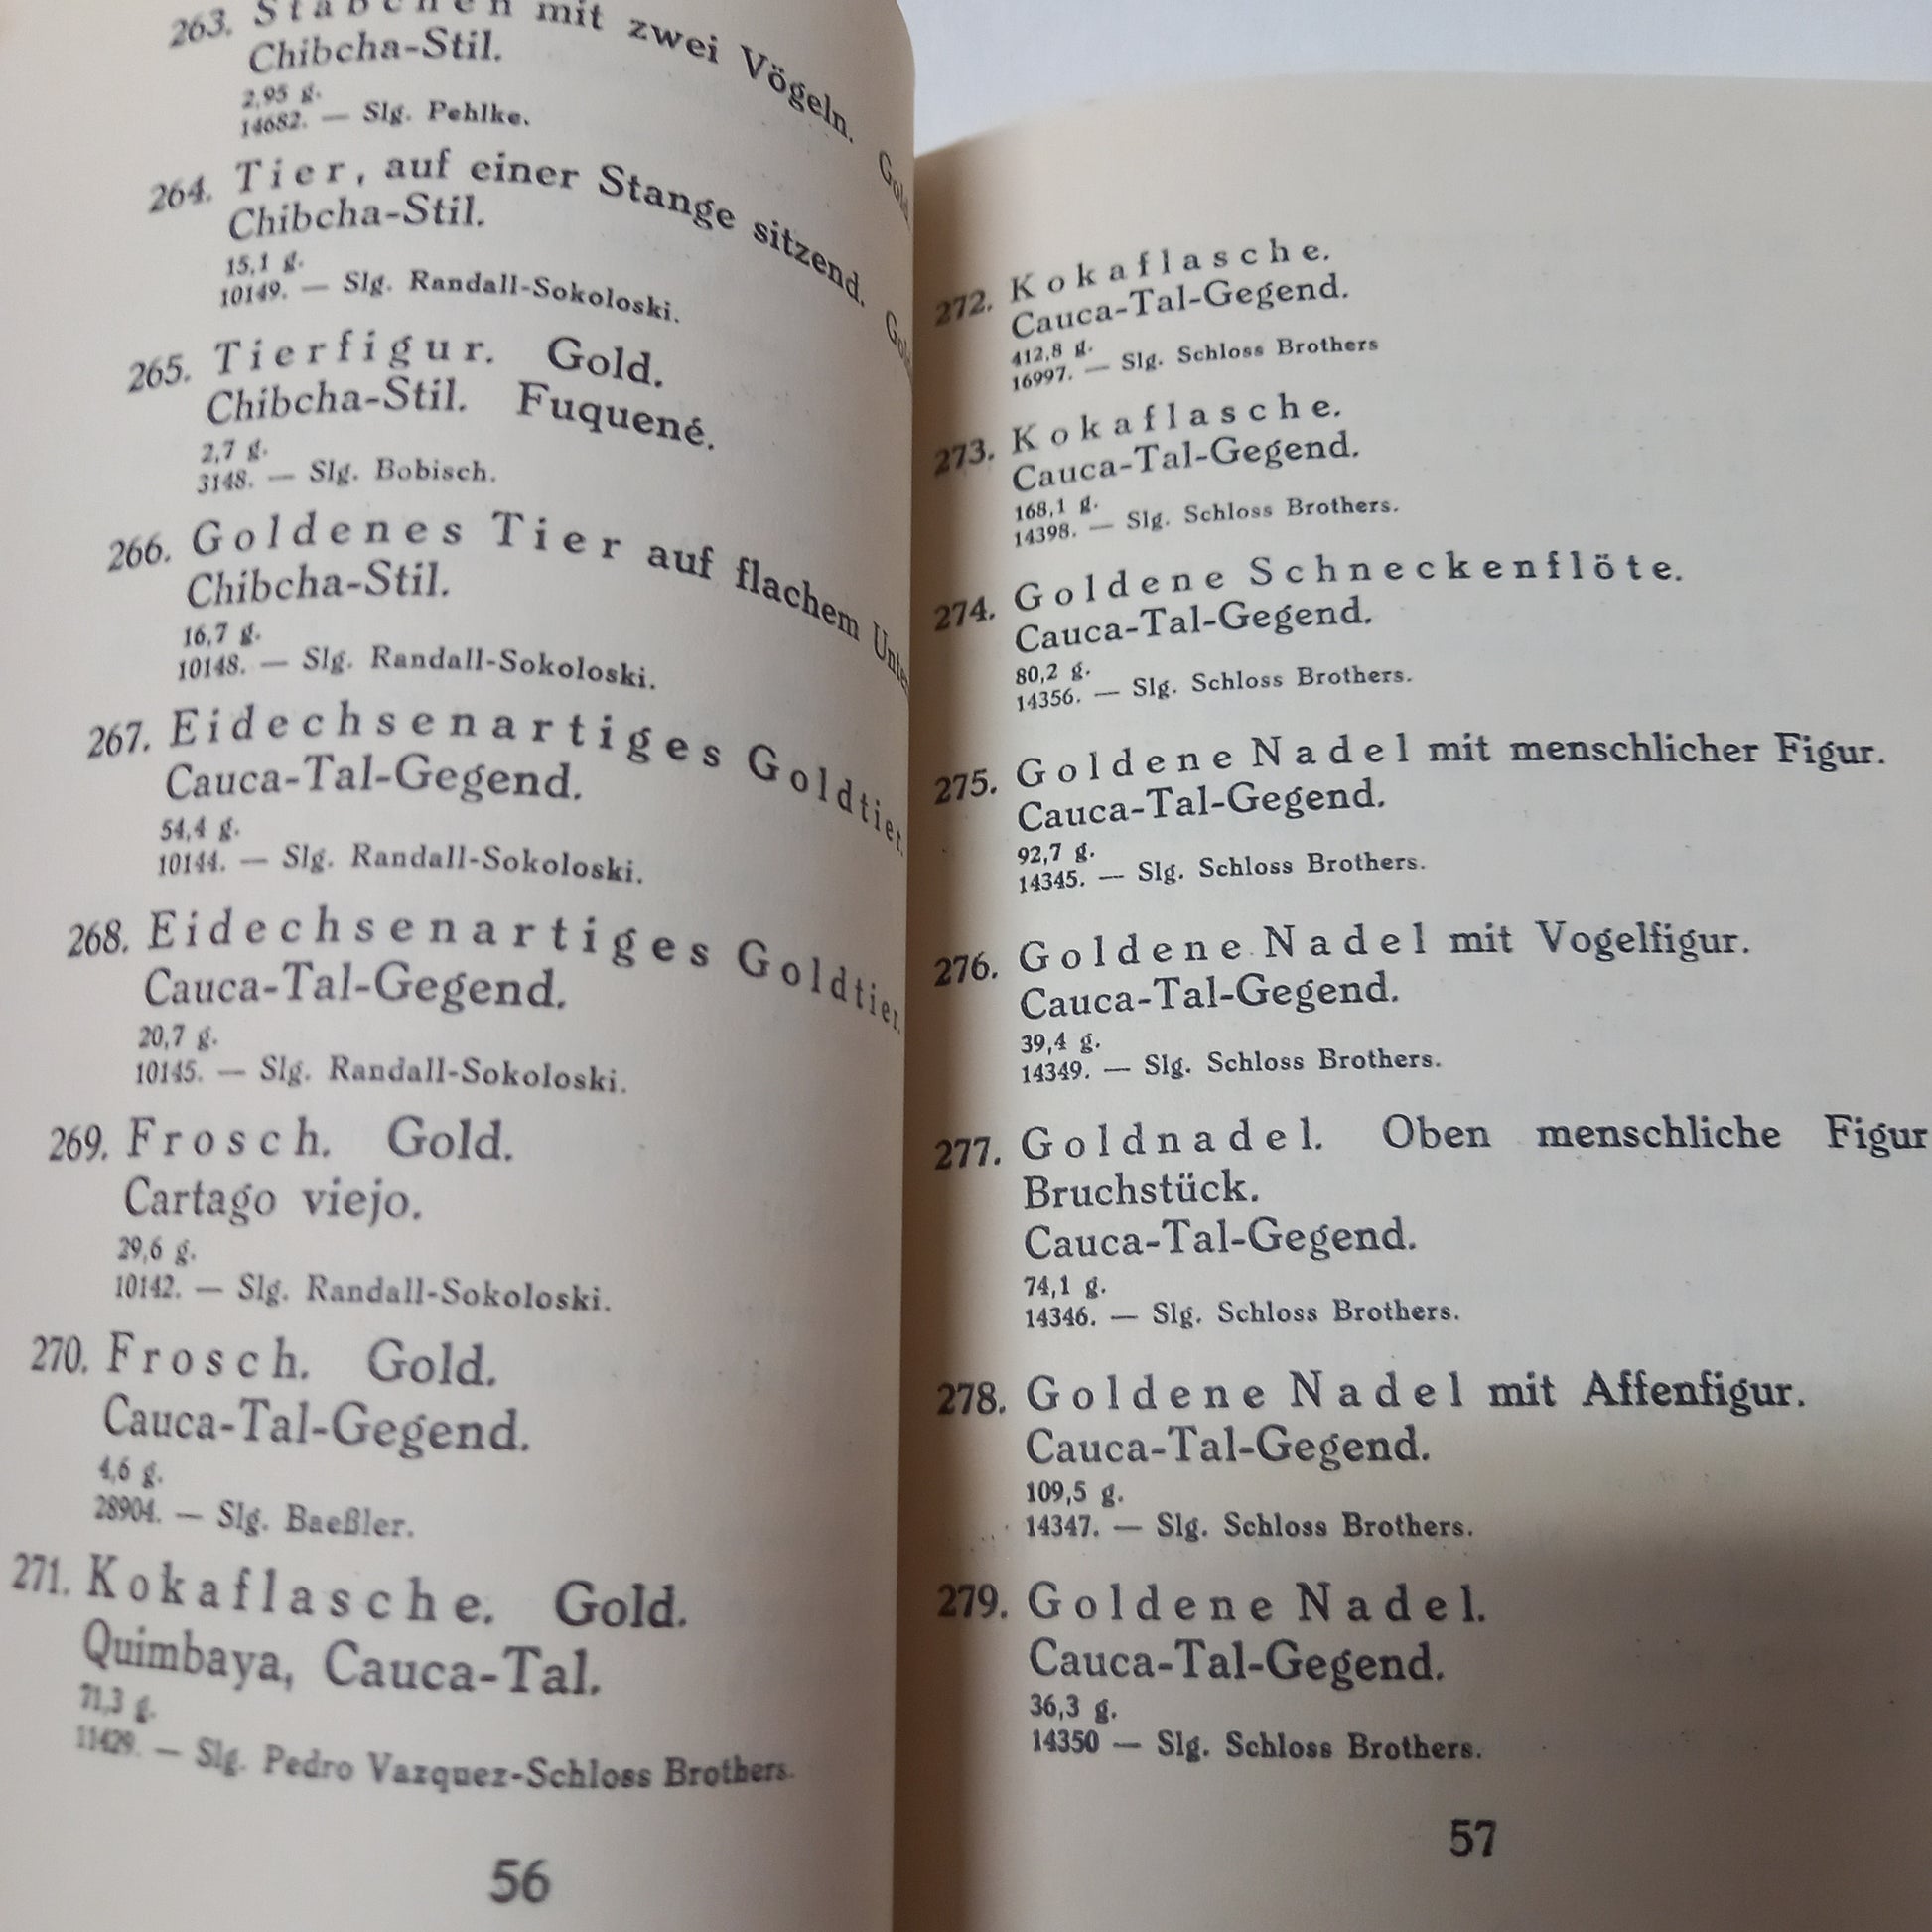 263. Stäbchen mit zwei Vögeln. Gold
Chibcha-Stil.
2,95 g.
14682. — Slg. Pehlke.
264. Tier, auf einer Stange sitzend. Gold
Chibcha-Stil.
15,1 g.
10149. — Slg. Randall-Sokoloski.
265. Tierfigur. Gold.
Chibcha-Stil. Fuquené.
2,7 g.
3148. — Slg. Bobisch.
266. Goldenes Tier auf flachem
Chibcha-Stil.
16,7 g.
10148. — Slg. Randall-Sokoloski.
267. Eidechsenartiges Goldtier.
Cauca-Tal-Gegend.
54,4 g.
10144. — Slg. Randall-Sokoloski.
268. Eidechsenartiges Goldtier.
Cauca-Tal-Gegend.
20,7 g.
10145. — Slg. Randall-Sokoloski.
269. Frosch. Gold.
Cartago viejo.
29,6 g.
10142. — Slg. Randall-Sokoloski.
270. Frosch. Gold.
Cauca-Tal-Gegend.
4,6 g.
28904. — Slg. Baeßler.
271. Kokaflasche. Gold.
Quimbaya, Cauca-Tal.
71,3 g.
11429. — Slg. Pedro Vazquez-Schloss Brothers.
56
272. Kokaflasche.
Cauca-Tal-Gegend.
412,8 g.
16997. — Slg. Schloss Brothers
273. Kokaflasche.
Cauca-Tal-Gegend.
168,1 g.
14398. — Slg. Schloss Brothers.
274. Goldene Schneckenflöte.
Cauca-Tal-Gegend.
80,2 g.
14356. — Slg. Schloss Brothers.
275. Goldene Nadel mit menschlicher Figur.
Cauca-Tal-Gegend.
92,7 g.
14345. — Slg. Schloss Brothers.
276. Goldene Nadel mit Vogelfigur.
Cauca-Tal-Gegend.
39,4 g.
14349. — Slg. Schloss Brothers.
277. Goldnadel. Oben menschliche Figur
Bruchstück.
Cauca-Tal-Gegend.
74,1 g.
14346. — Slg. Schloss Brothers.
278. Goldene Nadel mit Affenfigur.
Cauca-Tal-Gegend.
109,5 g.
14347. — Slg. Schloss Brothers.
279. Goldene Nadel.
Cauca-Tal-Gegend.
36,3 g.
14350 — Slg. Schloss Brothers.
57